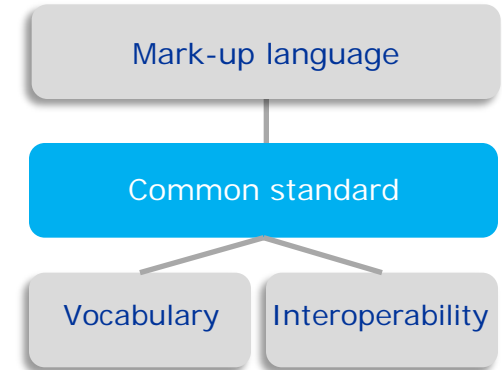 Mark-up language
Common standard
Vocabulary
Interoperability